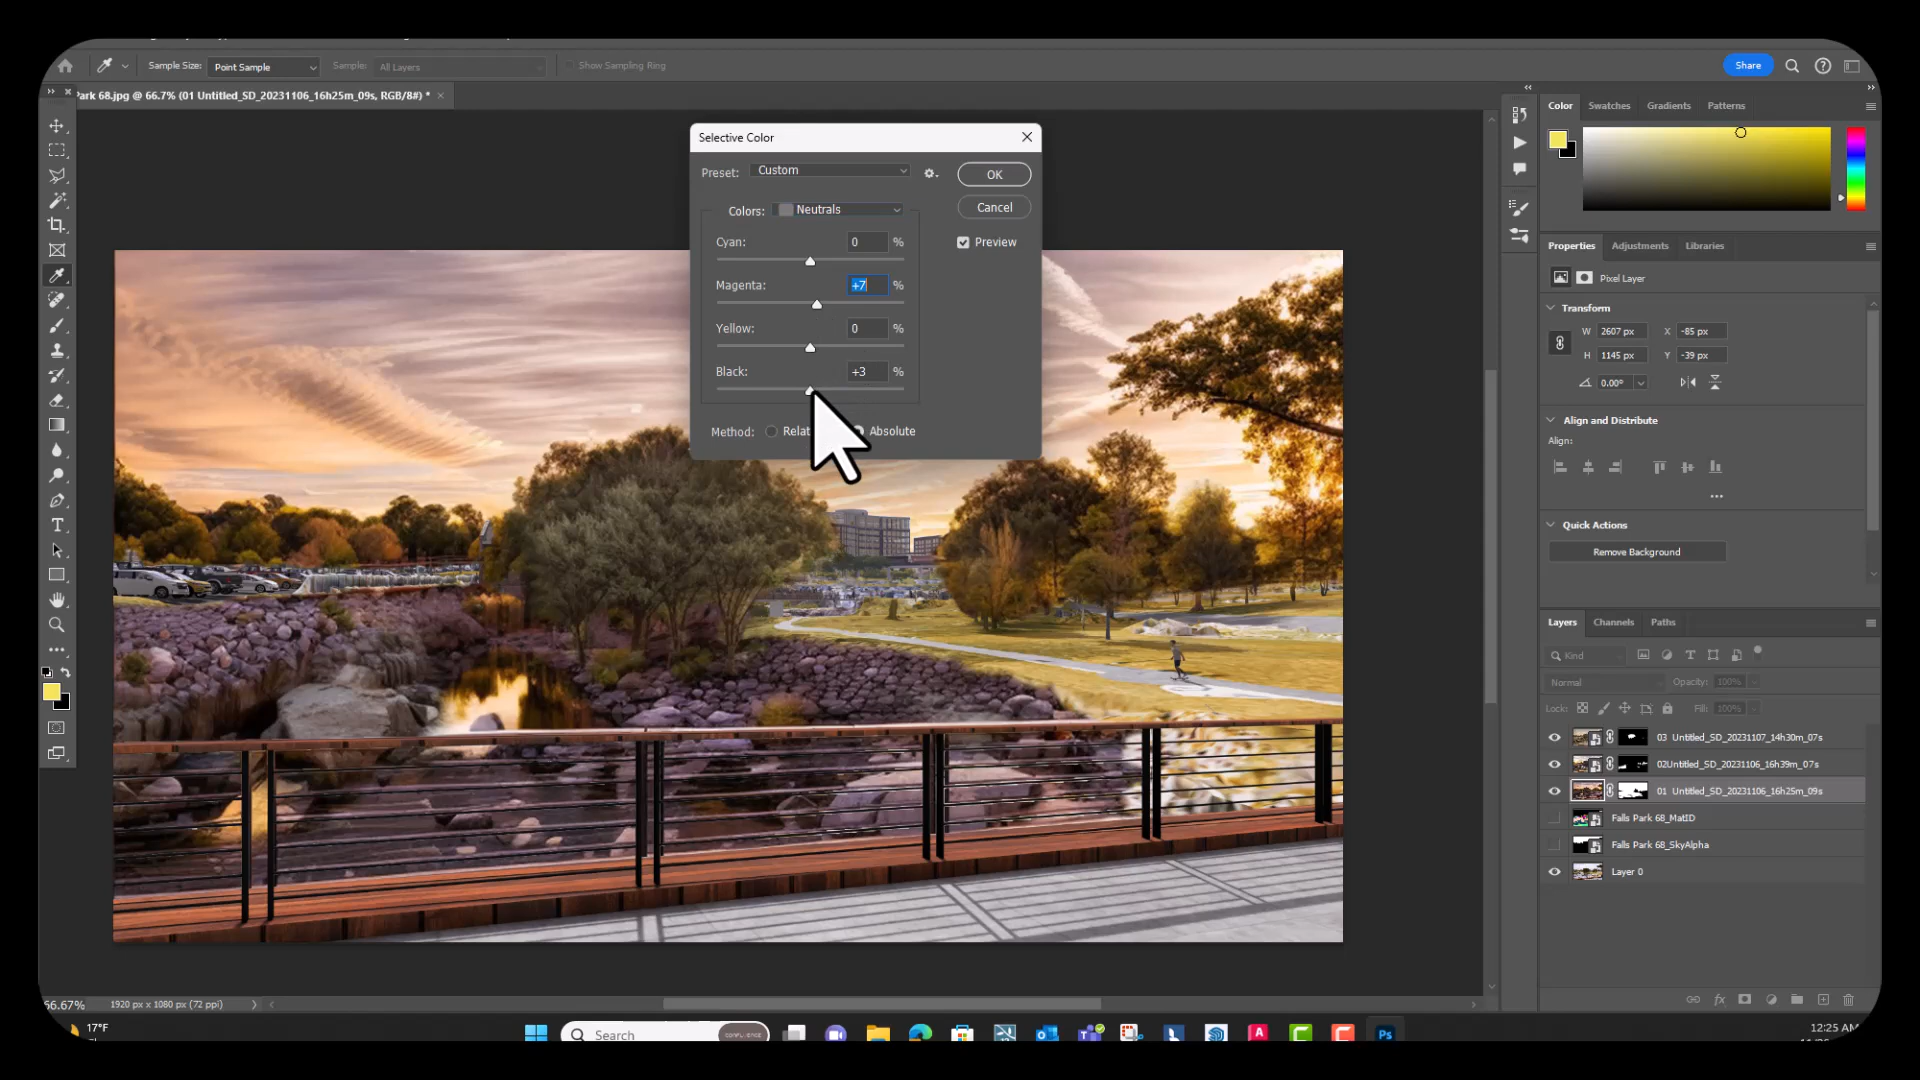 Sample Size: Point Sample Sample: All Layers Show Sampling Ring Share
Park 68.jpg @ 66.7% (01 Untitled_SD_20231106_16h25m_09s, RGB/8#) * ×
Selective Color
Preset: Custom OK
Colors: Neutrals Cancel
Cyan: 0 % Preview
Magenta: +7 %
Yellow: 0 %
Black: +3 %
Method: Relat Absolute
Color Swatches Gradients Patterns
Properties Adjustments Libraries
Pixel Layer
Transform
W 2607 px X -85 px
H 1145 px Y -39 px
0.00°
Align and Distribute
Align:
Quick Actions
Remove Background
Layers Channels Paths
Kind
Normal Opacity: 100%
Lock: Fill: 100%
03 Untitled_SD_20231107_14h30m_07s
02Untitled_SD_20231106_16h39m_07s
01 Untitled_SD_20231106_16h25m_09s
Falls Park 68_MatID
Falls Park 68_SkyAlpha
Layer 0
66.67% 1920 px x 1080 px (72 ppi)
17°F
Search
12:25 AM